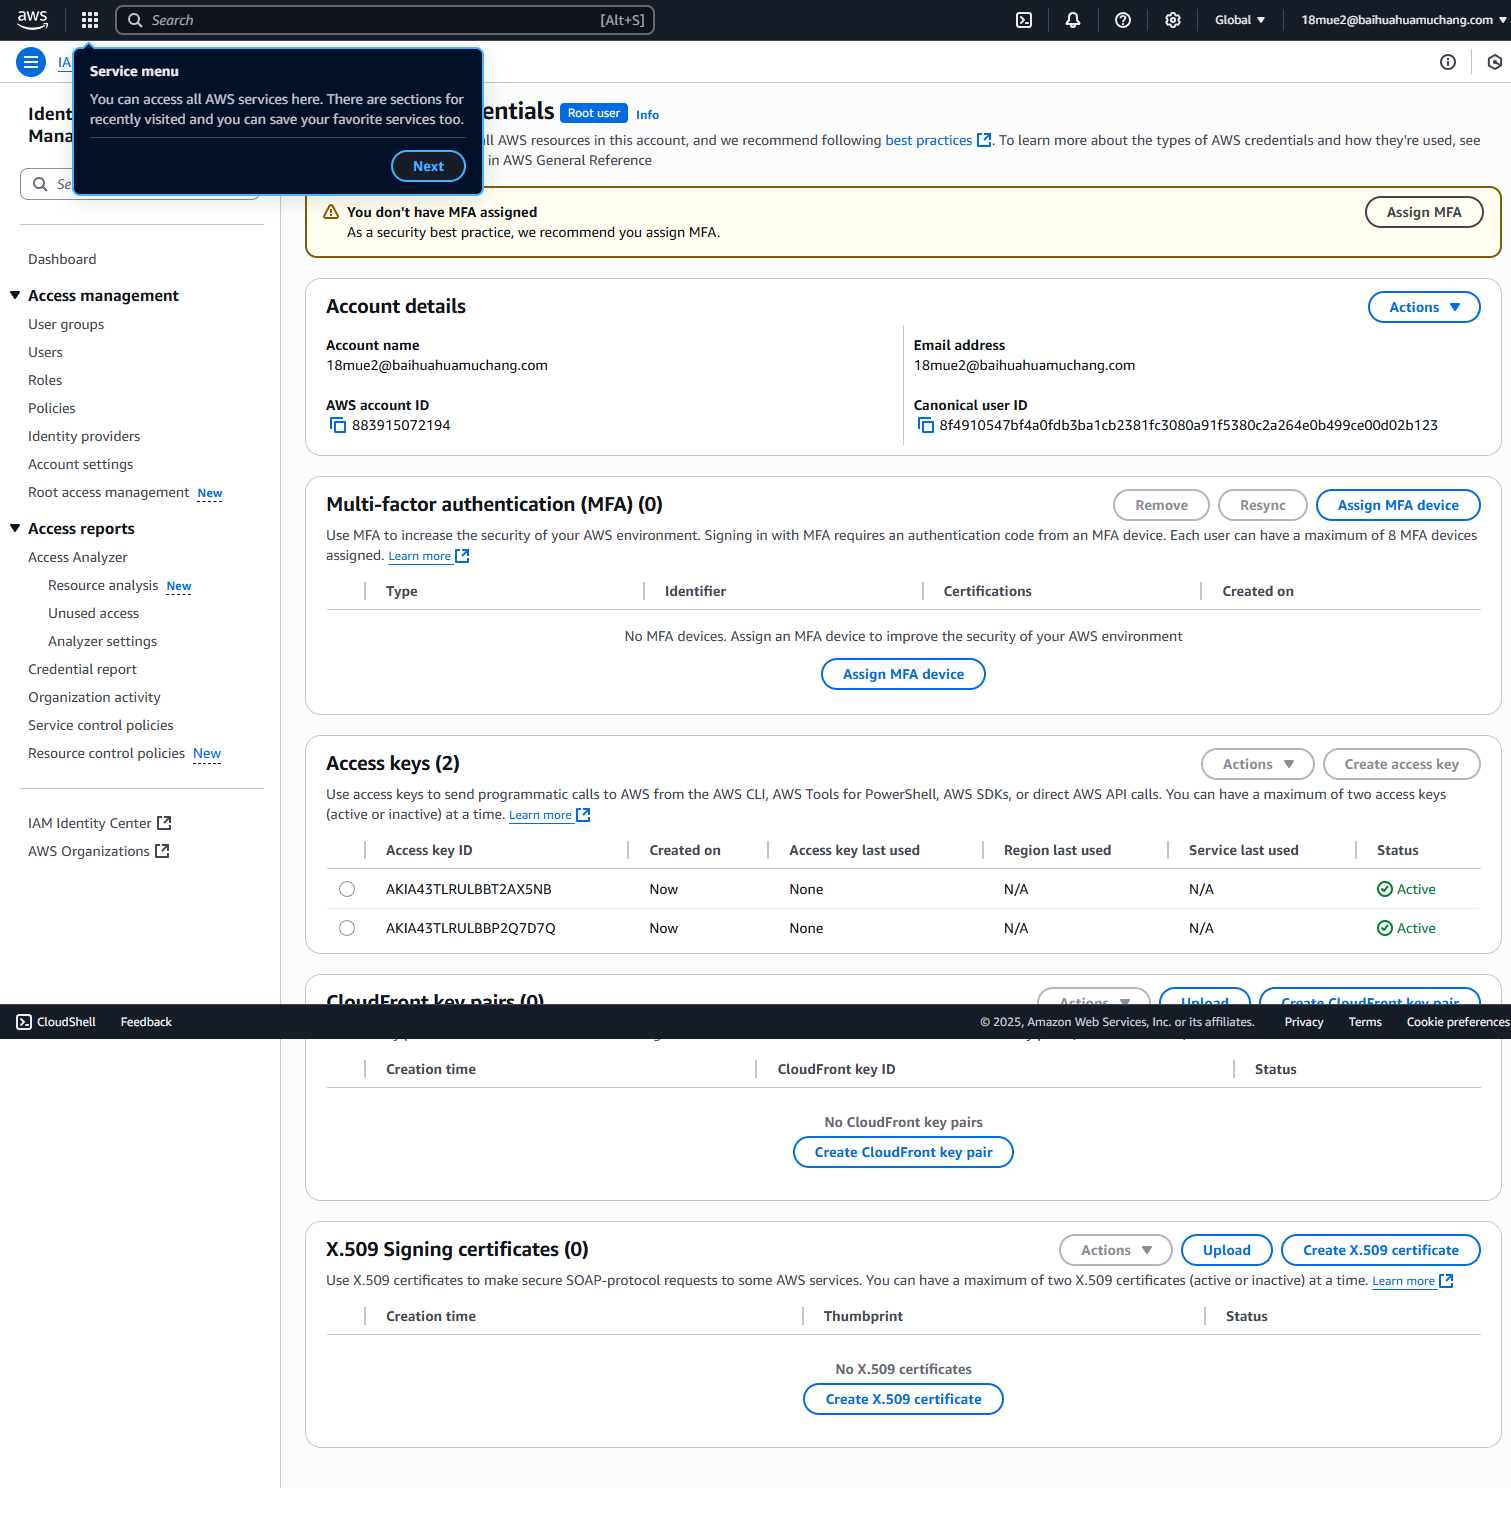 aws
Search
[Alt+S]
Global
18mue2@baihuahuamuchang.com
IA
Service menu
You can access all AWS services here. There are sections for
recently visited and you can save your favorite services too.
Next
Ident
Mana
Se
entials Root user Info
ll AWS resources in this account, and we recommend following best practices. To learn more about the types of AWS credentials and how they're used, see
in AWS General Reference
You don't have MFA assigned
As a security best practice, we recommend you assign MFA.
Assign MFA
Dashboard
Access management
User groups
Users
Roles
Policies
Identity providers
Account settings
Root access management New
Access reports
Access Analyzer
Resource analysis New
Unused access
Analyzer settings
Credential report
Organization activity
Service control policies
Resource control policies New
IAM Identity Center
AWS Organizations
Account details
Actions
Account name
18mue2@baihuahuamuchang.com
Email address
18mue2@baihuahuamuchang.com
AWS account ID
883915072194
Canonical user ID
8f4910547bf4a0fdb3ba1cb2381fc3080a91f5380c2a264e0b499ce00d02b123
Multi-factor authentication (MFA) (0)
Remove
Resync
Assign MFA device
Use MFA to increase the security of your AWS environment. Signing in with MFA requires an authentication code from an MFA device. Each user can have a maximum of 8 MFA devices
assigned. Learn more
Type Identifier Certifications Created on
No MFA devices. Assign an MFA device to improve the security of your AWS environment
Assign MFA device
Access keys (2)
Actions
Create access key
Use access keys to send programmatic calls to AWS from the AWS CLI, AWS Tools for PowerShell, AWS SDKs, or direct AWS API calls. You can have a maximum of two access keys
(active or inactive) at a time. Learn more
Access key ID Created on Access key last used Region last used Service last used Status
AKIA43TLRULBBT2AX5NB Now None N/A N/A Active
AKIA43TLRULBBP2Q7D7Q Now None N/A N/A Active
CloudFront key pairs (0)
Actions
Upload
Create CloudFront key pair
CloudShell Feedback © 2025, Amazon Web Services, Inc. or its affiliates. Privacy Terms Cookie preferences
Creation time CloudFront key ID Status
No CloudFront key pairs
Create CloudFront key pair
X.509 Signing certificates (0)
Actions
Upload
Create X.509 certificate
Use X.509 certificates to make secure SOAP-protocol requests to some AWS services. You can have a maximum of two X.509 certificates (active or inactive) at a time. Learn more
Creation time Thumbprint Status
No X.509 certificates
Create X.509 certificate